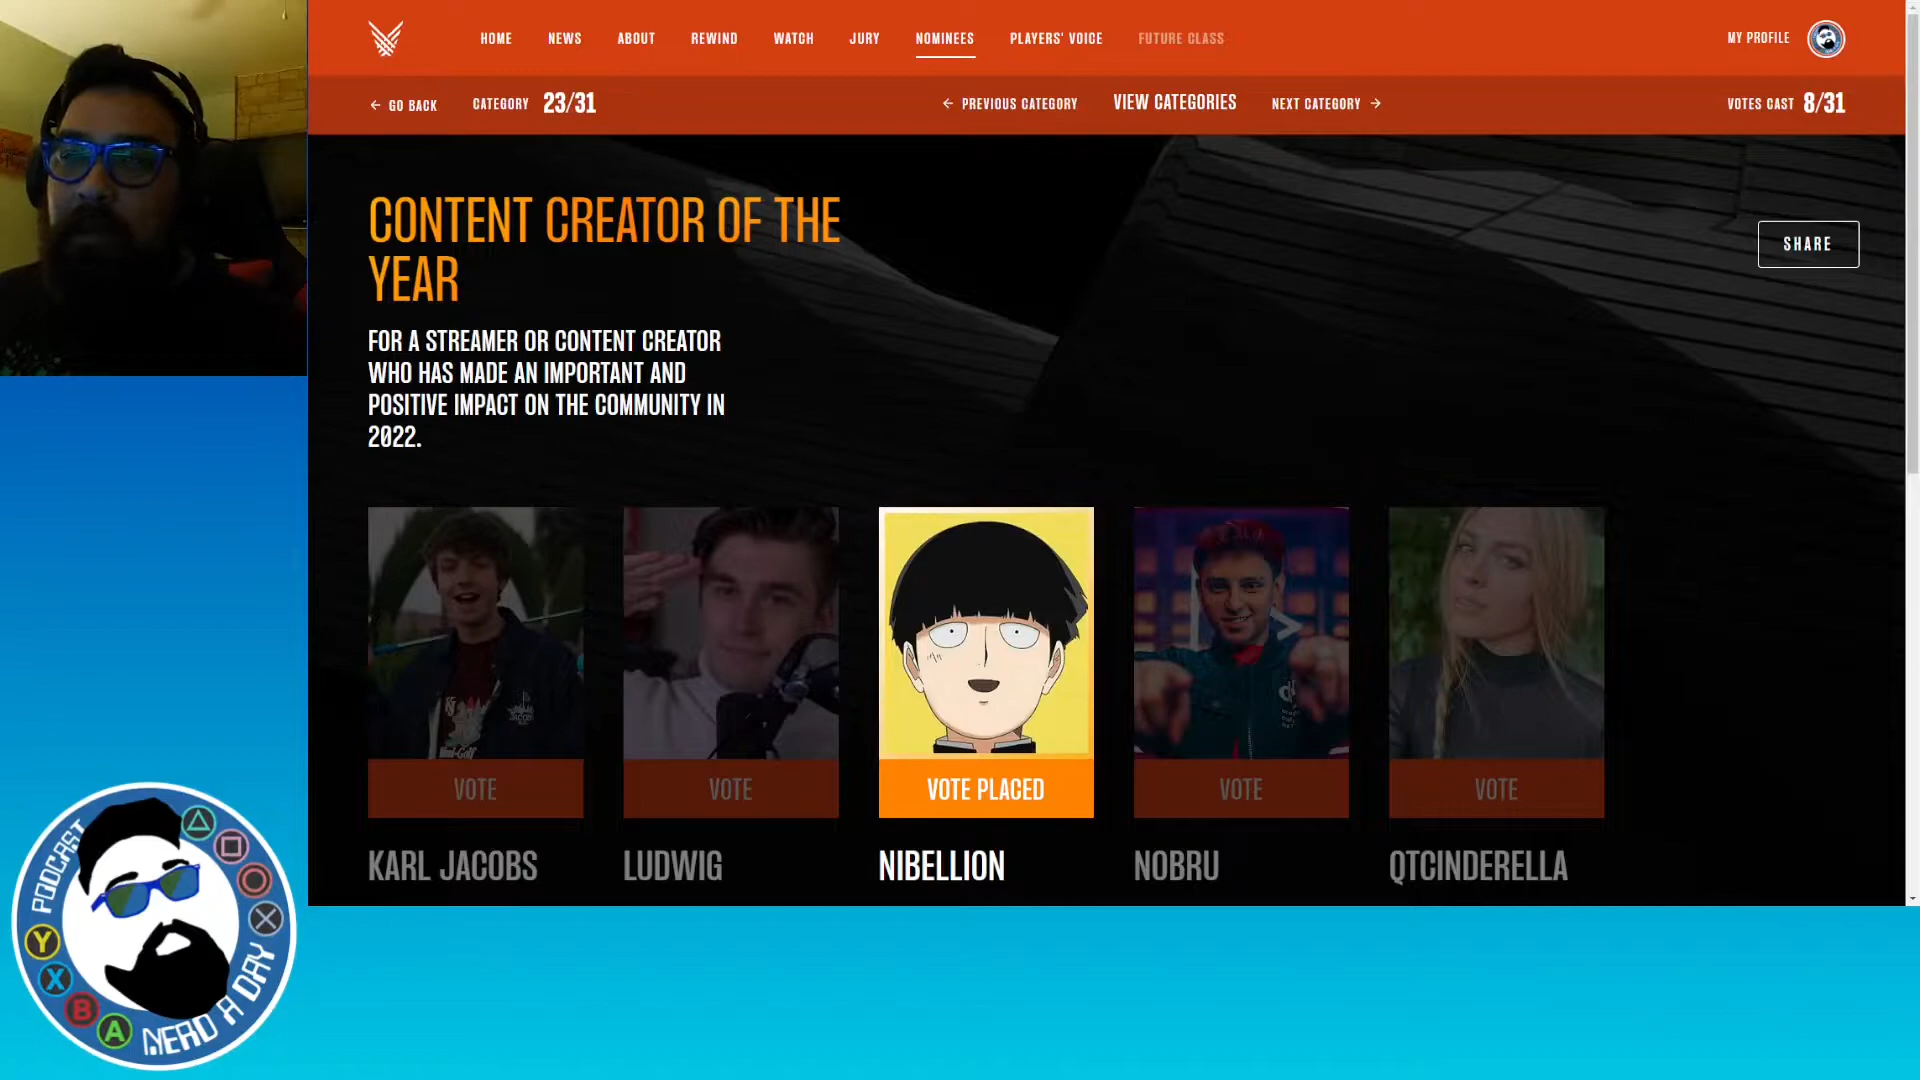 HOME NEWS ABOUT REWIND WATCH JURY NOMINEES PLAYERS' VOICE FUTURE CLASS MY PROFILE
← GO BACK CATEGORY 23/31 ← PREVIOUS CATEGORY VIEW CATEGORIES NEXT CATEGORY → VOTES CAST 8/31
CONTENT CREATOR OF THE
YEAR
SHARE
FOR A STREAMER OR CONTENT CREATOR
WHO HAS MADE AN IMPORTANT AND
POSITIVE IMPACT ON THE COMMUNITY IN
2022.
VOTE VOTE VOTE PLACED VOTE VOTE
KARL JACOBS LUDWIG NIBELLION NOBRU QTCINDERELLA
PODCAST
Y X B A
NERD A DAY